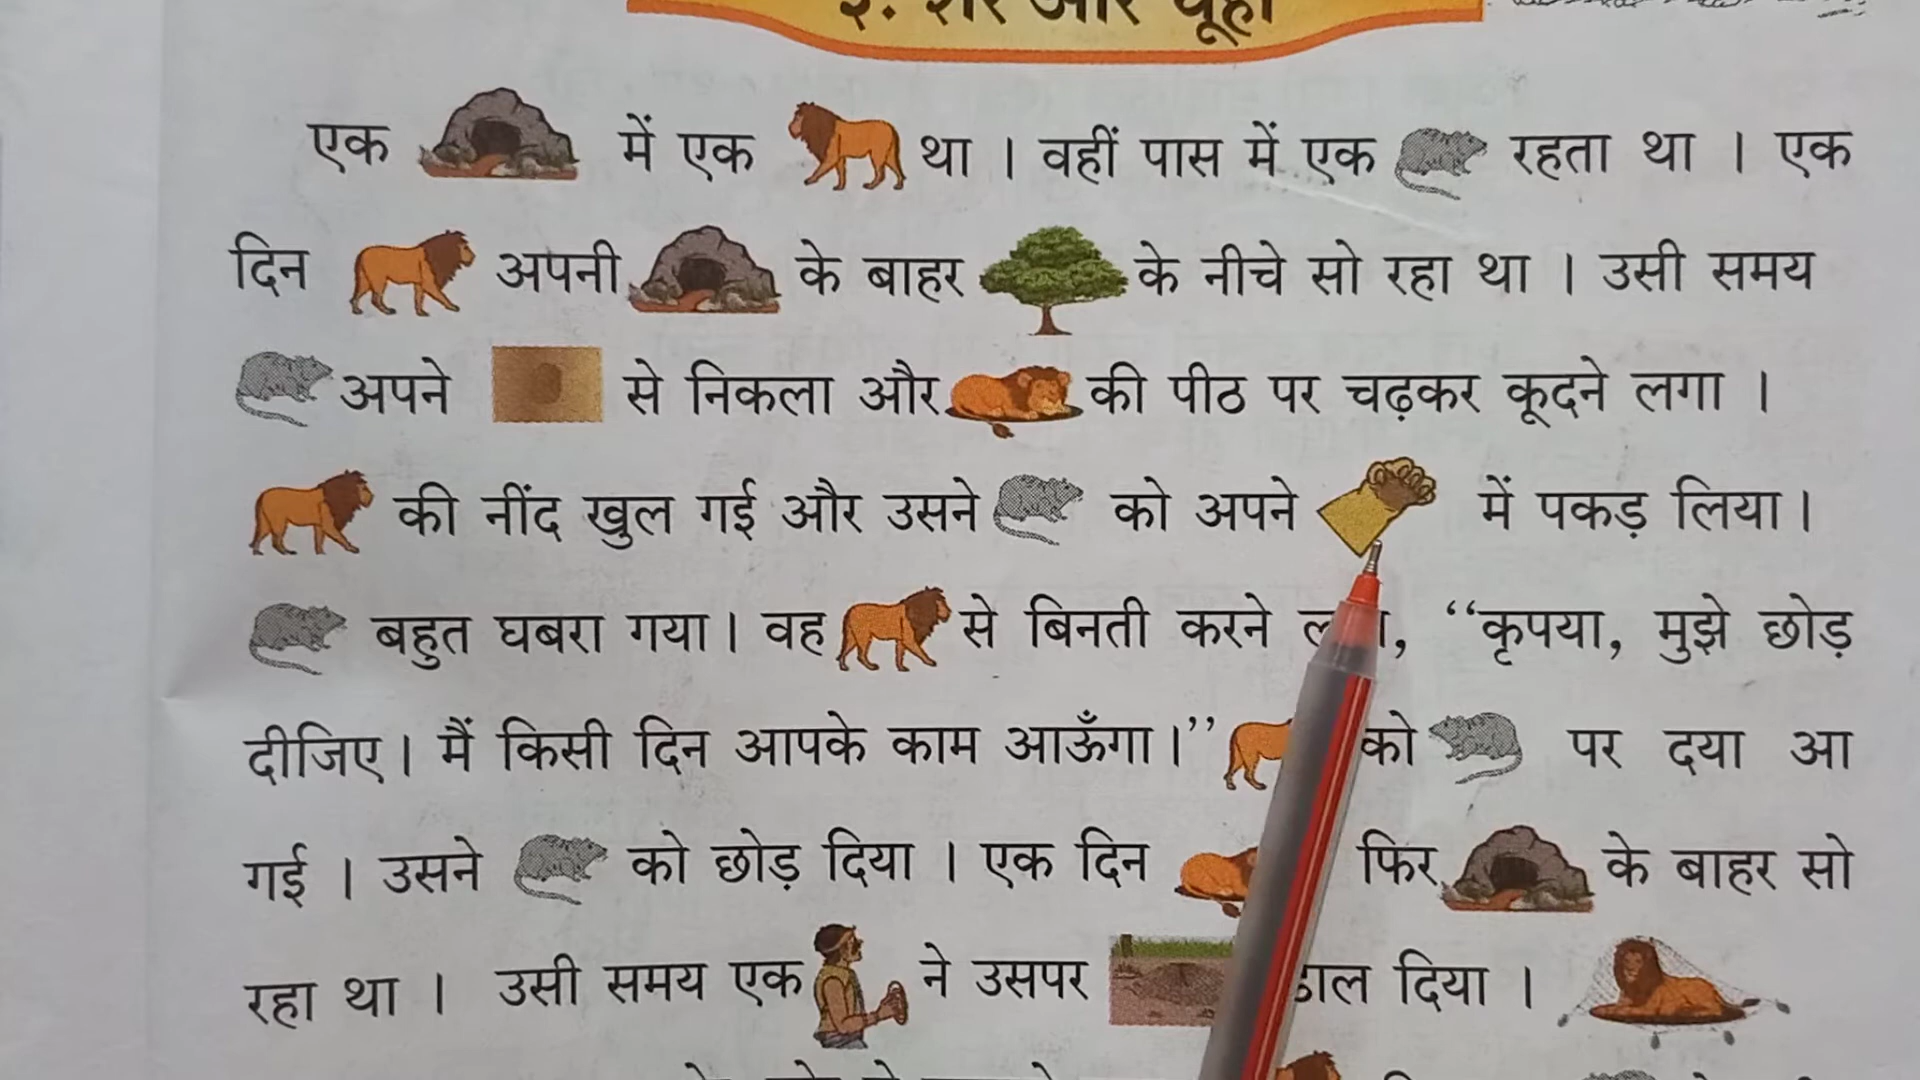 ३. शेर और चूहा
एक में एक था । वहीं पास में एक रहता था । एक
दिन अपनी के बाहर के नीचे सो रहा था । उसी समय
अपने से निकला और की पीठ पर चढ़कर कूदने लगा ।
की नींद खुल गई और उसने को अपने में पकड़ लिया।
बहुत घबरा गया। वह से बिनती करने , “कृपया, मुझे छोड़
दीजिए। मैं किसी दिन आपके काम आऊँगा।” को पर दया आ
गई । उसने को छोड़ दिया । एक दिन फिर के बाहर सो
रहा था । उसी समय एक ने उसपर डाल दिया ।